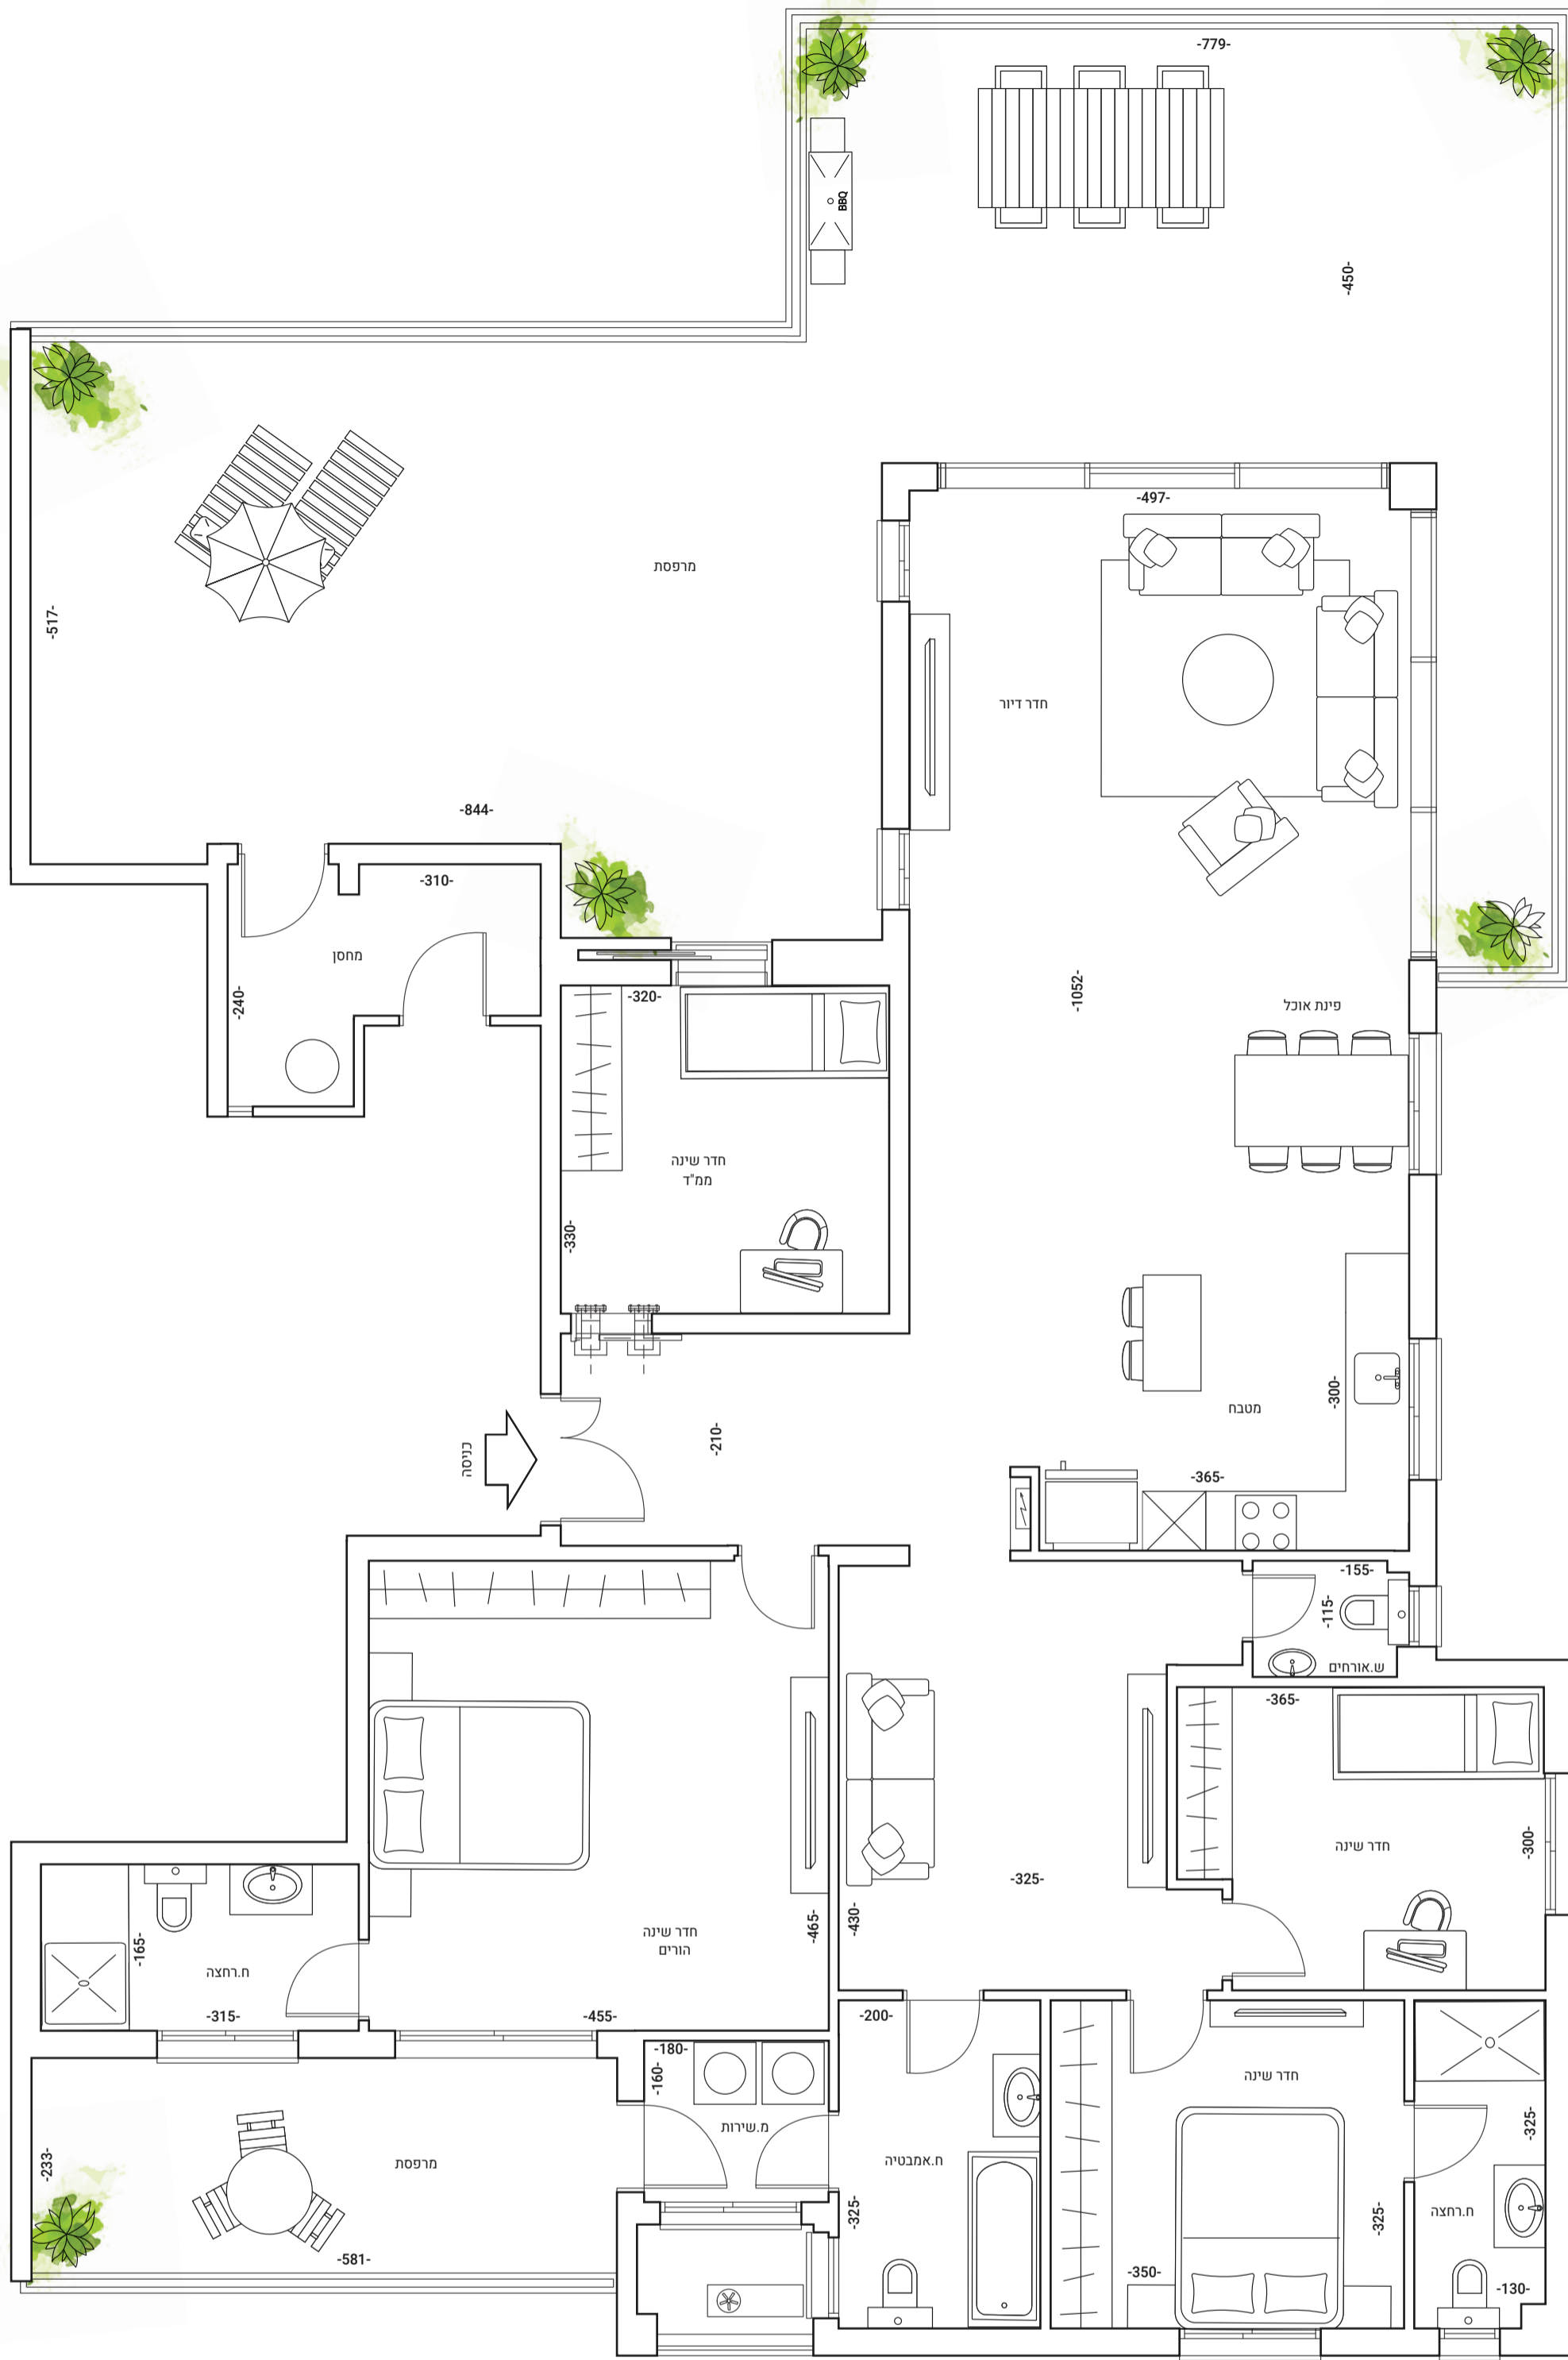 -779-
BBQ
-450-
-497-
מרפסת
-517-
חדר דיור
-844-
-310-
מחסן
-240-
-320-
-1052-
פינת אוכל
חדר שינה
ממ"ד
-330-
-300-
מטבח
-210-
כניסה
-365-
-155-
-115-
ש.אורחים
-365-
חדר שינה
-300-
-325-
-430-
חדר שינה
הורים
-465-
-165-
ח.רחצה
-315-
-455-
-200-
-180-
-160-
מ.שירות
חדר שינה
-325-
-233-
מרפסת
ח.אמבטיה
-325-
-325-
ח.רחצה
-581-
-350-
-130-